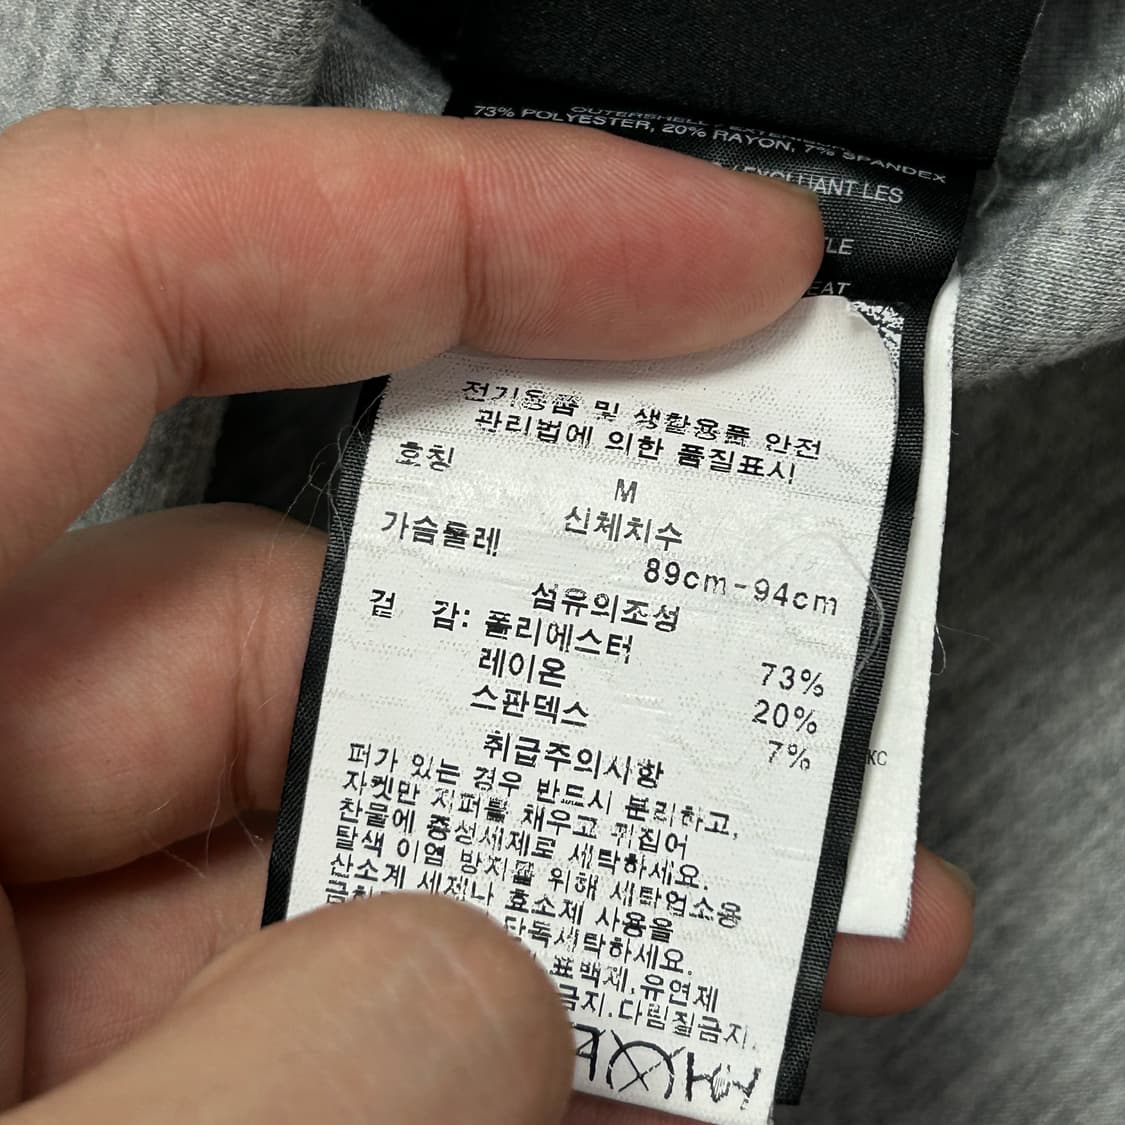 OUTERSHELL / EXTERIEUR
73% POLYESTER, 20% RAYON, 7% SPANDEX
EXCLUANT LES
전기용품 및 생활용품 안전
관리법에 의한 품질표시
호칭
M
신체치수
가슴둘레
89cm-94cm
섬유의조성
겉 감: 폴리에스터 73%
레이온 20%
스판덱스 7%
취급주의사항
퍼가 있는 경우 반드시 분리하고,
자켓만 지퍼를 채우고 뒤집어
찬물에 중성세제로 세탁하세요.
탈색 이염 방지를 위해 세탁업소용
산소계 세제나 효소제 사용을
단독세탁하세요.
표백제,유연제
금지.다림질금지.
KC